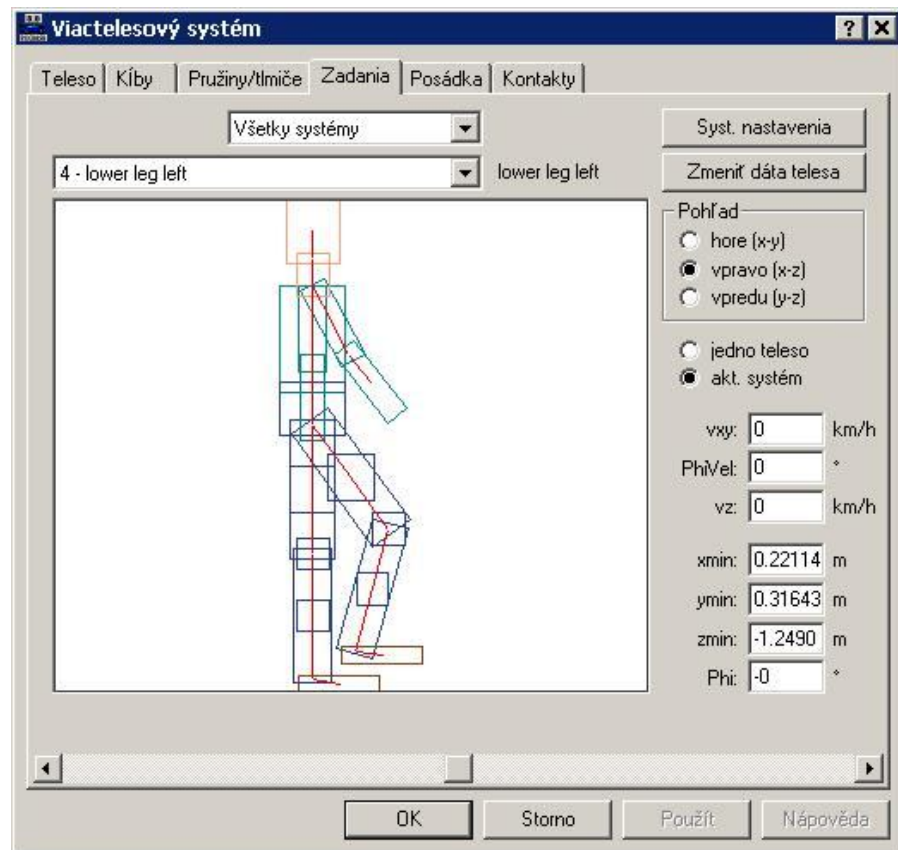 Viactelesový systém
Teleso Kĺby Pružiny/tlmiče Zadania Posádka Kontakty
Všetky systémy
Syst. nastavenia
4 - lower leg left
lower leg left
Zmeniť dáta telesa
Pohľad
hore (x-y)
vpravo (x-z)
vpredu (y-z)
jedno teleso
akt. systém
vxy: 0 km/h
PhiVel: 0 °
vz: 0 km/h
xmin: 0.22114 m
ymin: 0.31643 m
zmin: -1.2490 m
Phi: -0 °
OK Storno Použít Nápověda